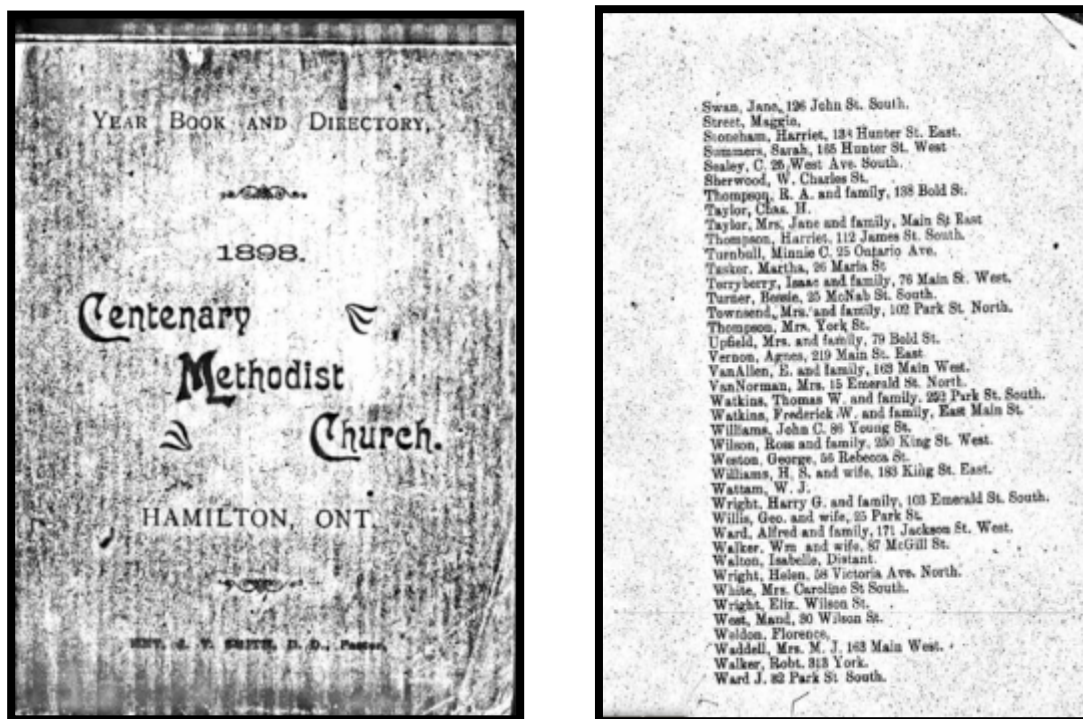 YEAR BOOK AND DIRECTORY,
1898.
Centenary
Methodist
Church.
HAMILTON, ONT.
REV. J. V. SMITH, D. D., Pastor,
Swan, Jane, 126 John St. South.
Street, Maggie,
Stoneham, Harriet, 134 Hunter St. East.
Summers, Sarah, 165 Hunter St. West
Sealey, C. 26 West Ave. South.
Sherwood, W. Charles St.
Thompson, R. A. and family, 138 Bold St.
Taylor, Chas. H.
Taylor, Mrs. Jane and family, Main St East
Thompson, Harriet, 112 James St. South.
Turnbull, Minnie C. 25 Ontario Ave.
Tasker, Martha, 26 Maria St
Terryberry, Isaac and family, 76 Main St. West.
Turner, Bessie, 25 McNab St. South.
Townsend, Mrs. and family, 102 Park St. North.
Thompson, Mrs. York St.
Upfield, Mrs. and family, 79 Bold St.
Vernon, Agnes, 219 Main St. East
VanAllen, E. and family, 163 Main West.
VanNorman, Mrs. 15 Emerald St. North.
Watkins, Thomas W. and family, 252 Park St. South.
Watkins, Frederick W. and family, East Main St.
Williams, John C. 86 Young St.
Wilson, Ross and family, 250 King St. West.
Weston, George, 56 Rebecca St.
Williams, H. S. and wife, 183 King St. East.
Wattam, W. J.
Wright, Harry G. and family, 103 Emerald St. South.
Willis, Geo. and wife, 25 Park St.
Ward, Alfred and family, 171 Jackson St. West.
Walker, Wm and wife, 87 McGill St.
Walton, Isabelle, Distant.
Wright, Helen, 58 Victoria Ave. North.
White, Mrs. Caroline St South.
Wright, Eliz. Wilson St.
West, Maud, 80 Wilson St.
Weldon, Florence,
Waddell, Mrs. M. J. 163 Main West.
Walker, Robt. 313 York.
Ward J. 82 Park St South.